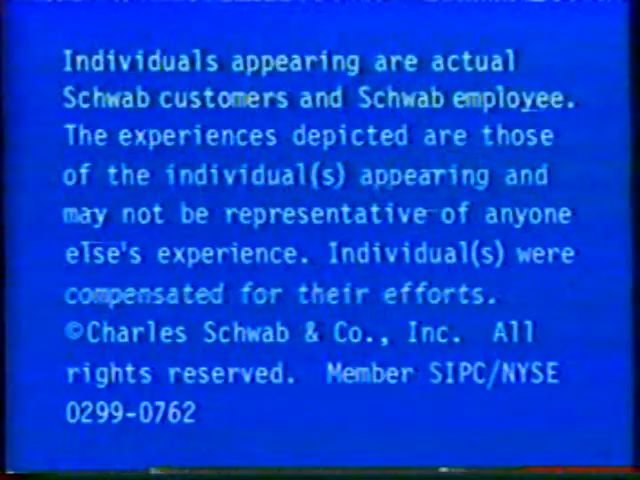 Individuals appearing are actual
Schwab customers and Schwab employee.
The experiences depicted are those
of the individual(s) appearing and
may not be representative of anyone
else's experience. Individual(s) were
compensated for their efforts.
©Charles Schwab & Co., Inc. All
rights reserved. Member SIPC/NYSE
0299-0762